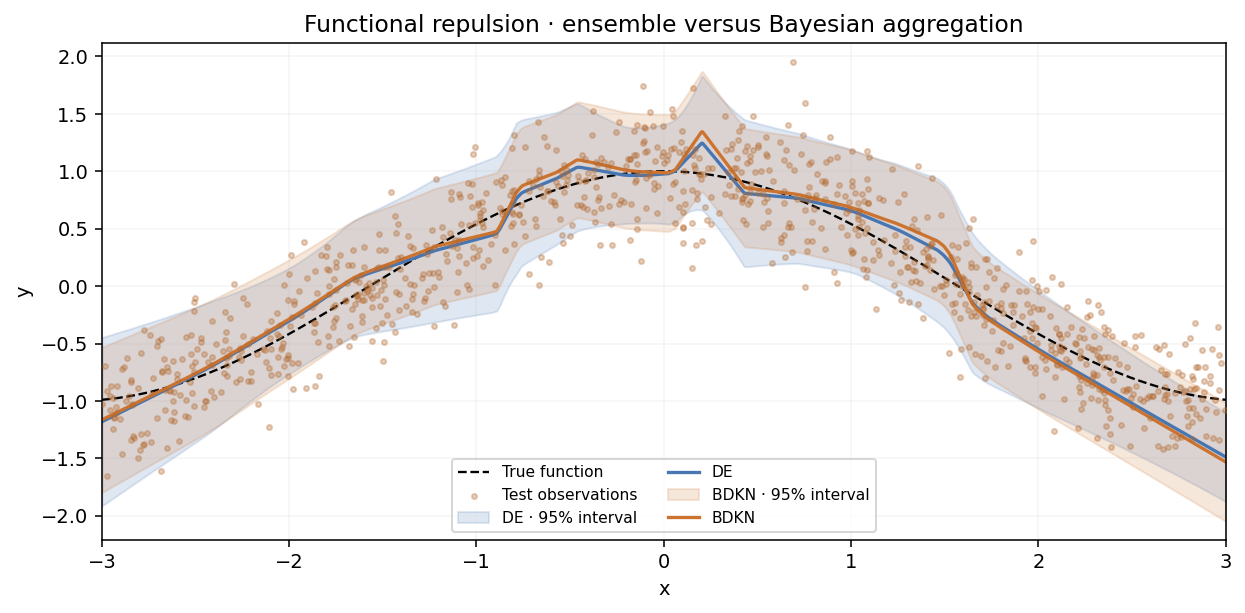 Functional repulsion · ensemble versus Bayesian aggregation
y
2.0
1.5
1.0
0.5
0.0
−0.5
−1.0
−1.5
−2.0
True function
Test observations
DE · 95% interval
DE
BDKN · 95% interval
BDKN
−3 −2 −1 0 1 2 3
x